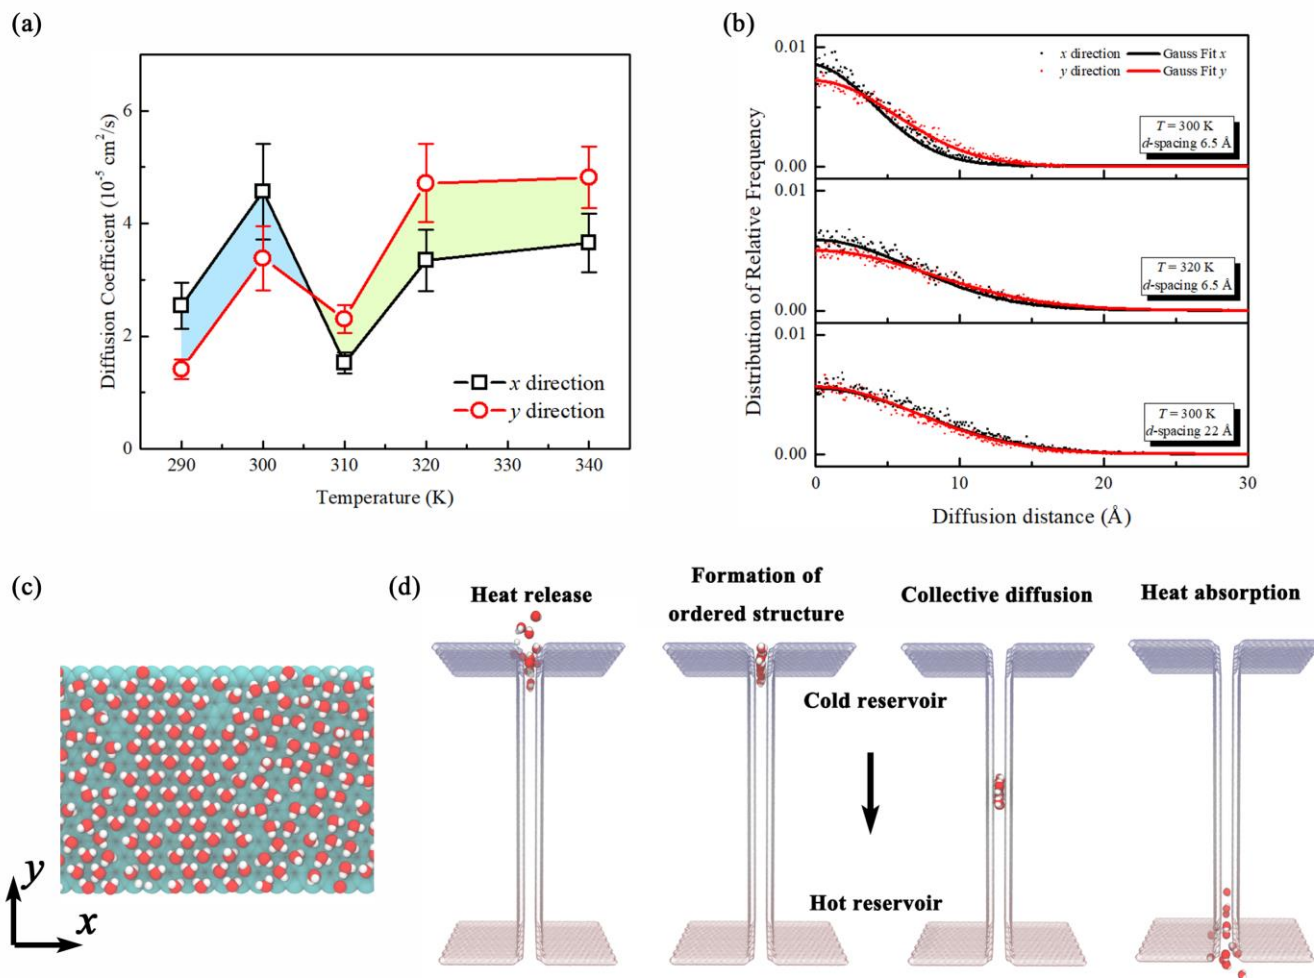 (a)
Diffusion Coefficient (10⁻⁵ cm²/s)
6
4
2
0
290 300 310 320 330 340
Temperature (K)
x direction
y direction
(b)
Distribution of Relative Frequency
0.01
0.00
x direction Gauss Fit x
y direction Gauss Fit y
T = 300 K
d-spacing 6.5 Å
0.01
0.00
T = 320 K
d-spacing 6.5 Å
0.01
0.00
T = 300 K
d-spacing 22 Å
0 10 20 30
Diffusion distance (Å)
(c)
y
x
(d)
Heat release
Formation of
ordered structure
Collective diffusion
Heat absorption
Cold reservoir
Hot reservoir